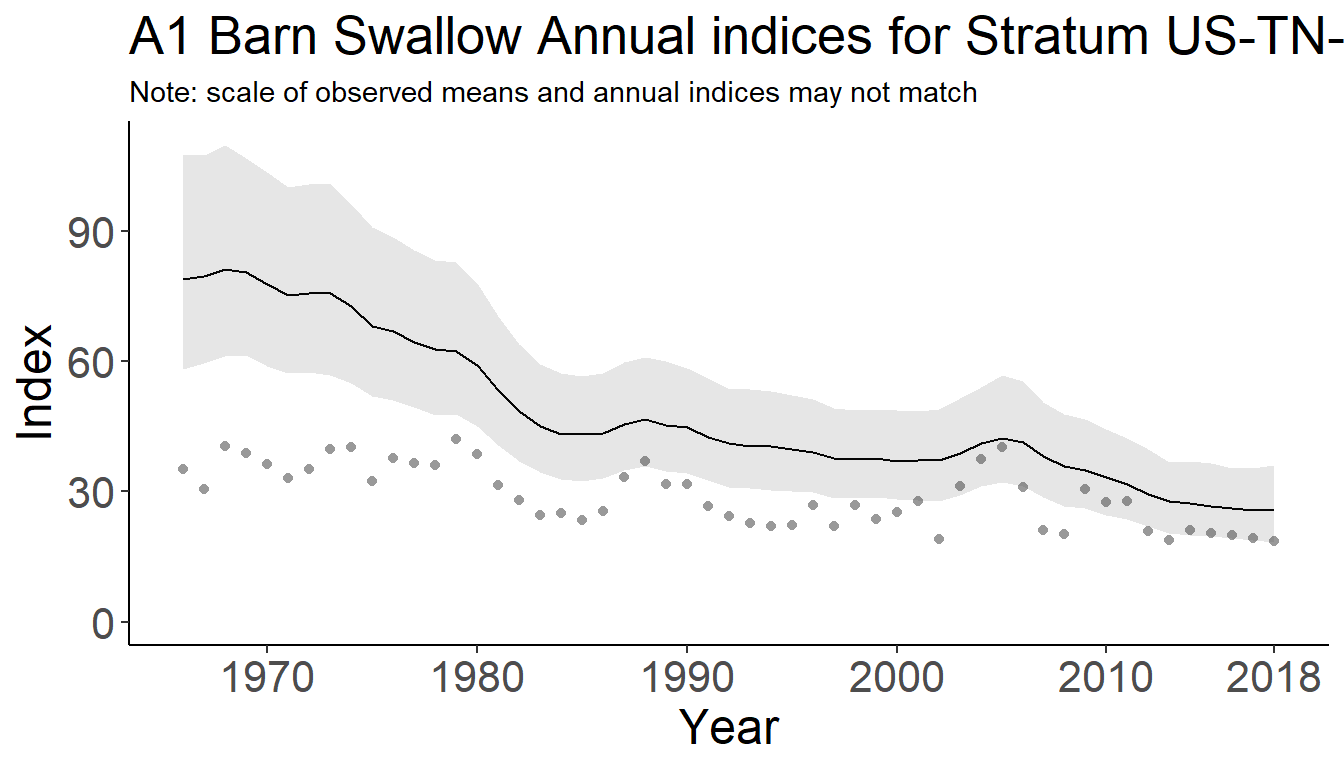 A1 Barn Swallow Annual indices for Stratum US-TN-
Note: scale of observed means and annual indices may not match
Index
90
60
30
0
1970 1980 1990 2000 2010 2018
Year